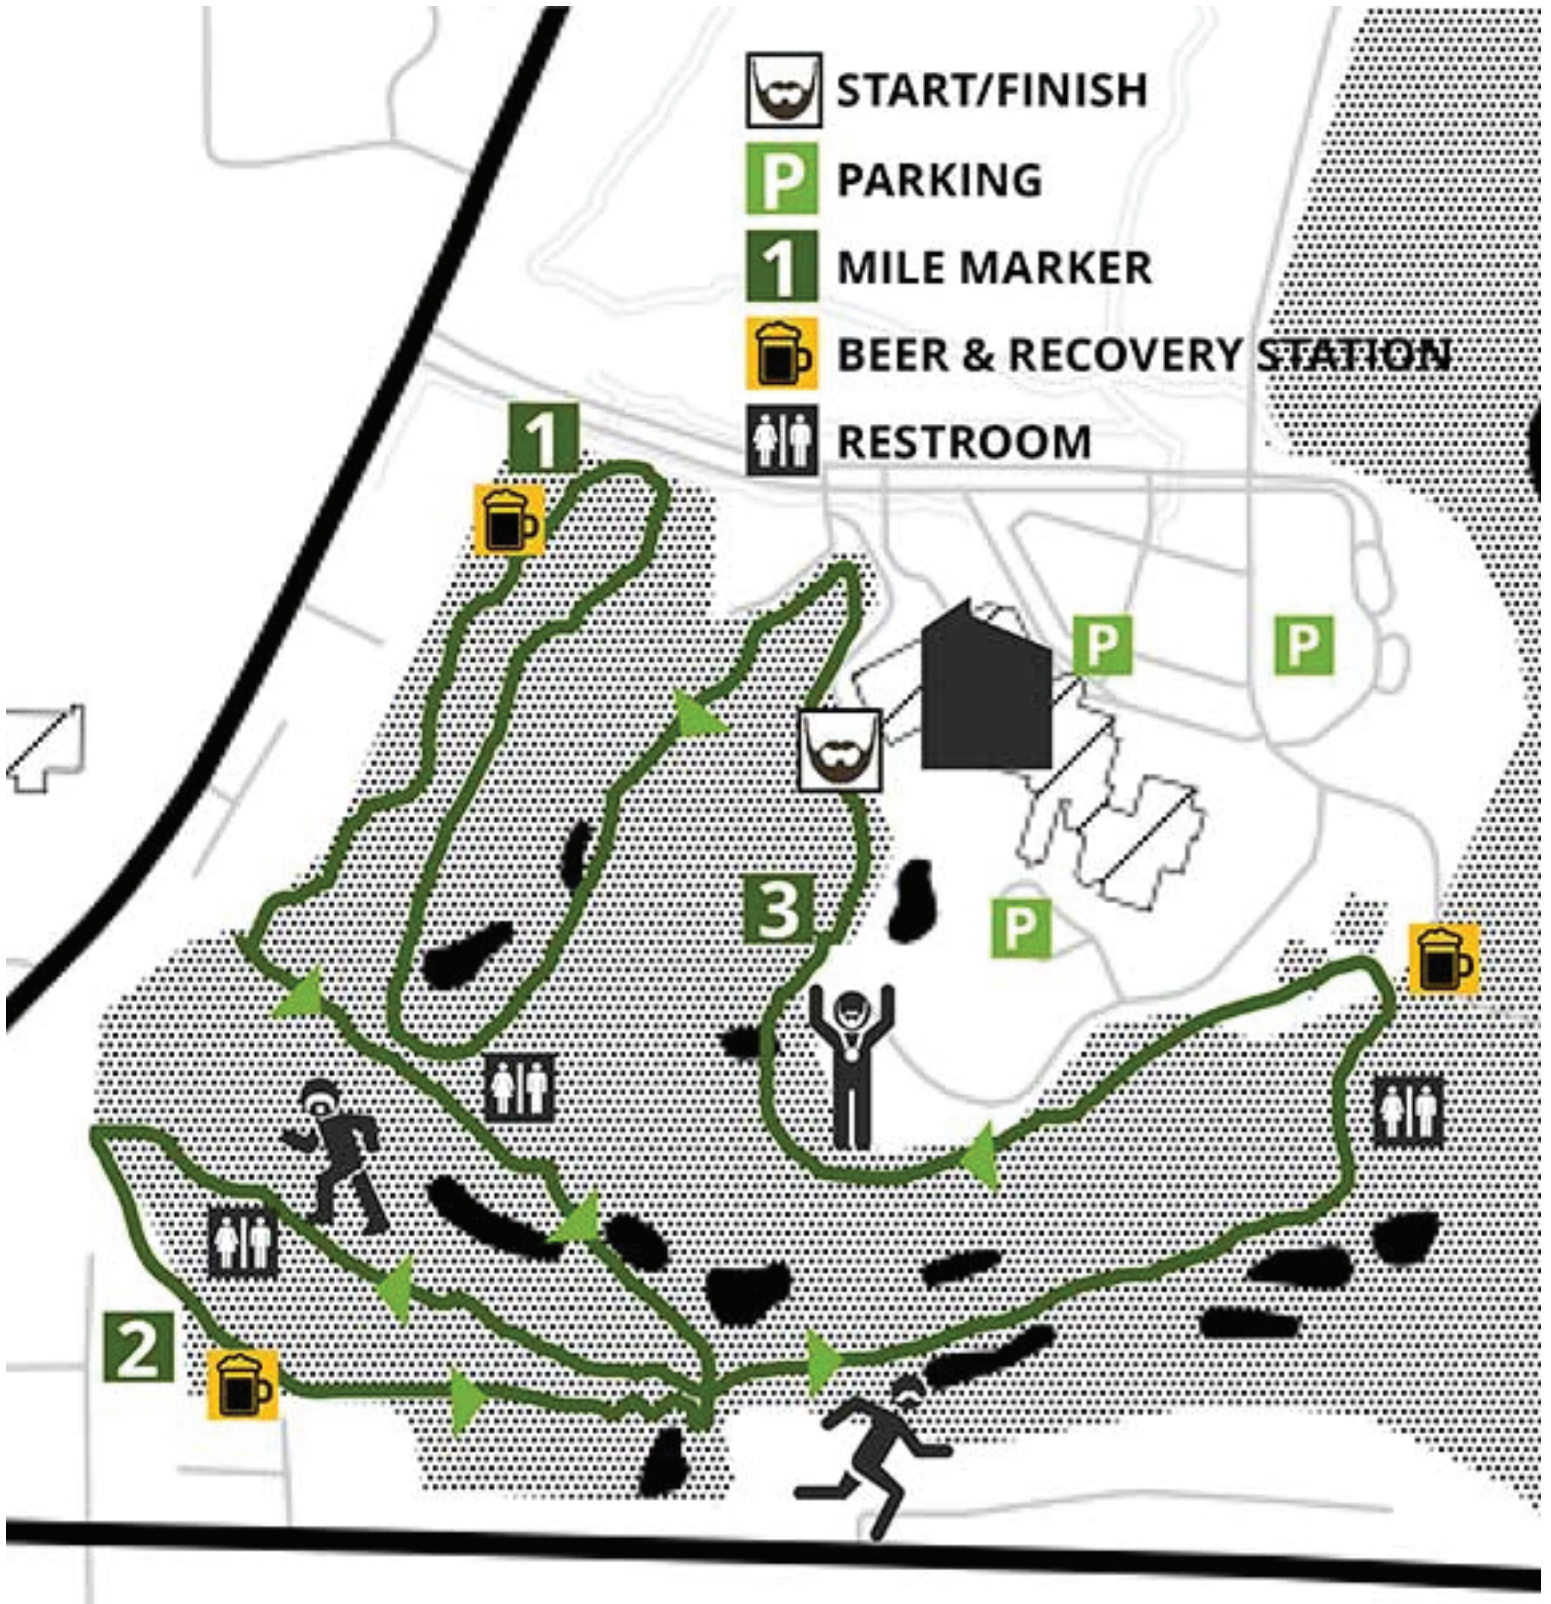 START/FINISH
P PARKING
1 MILE MARKER
BEER & RECOVERY STATION
RESTROOM
1
P
P
3
P
2